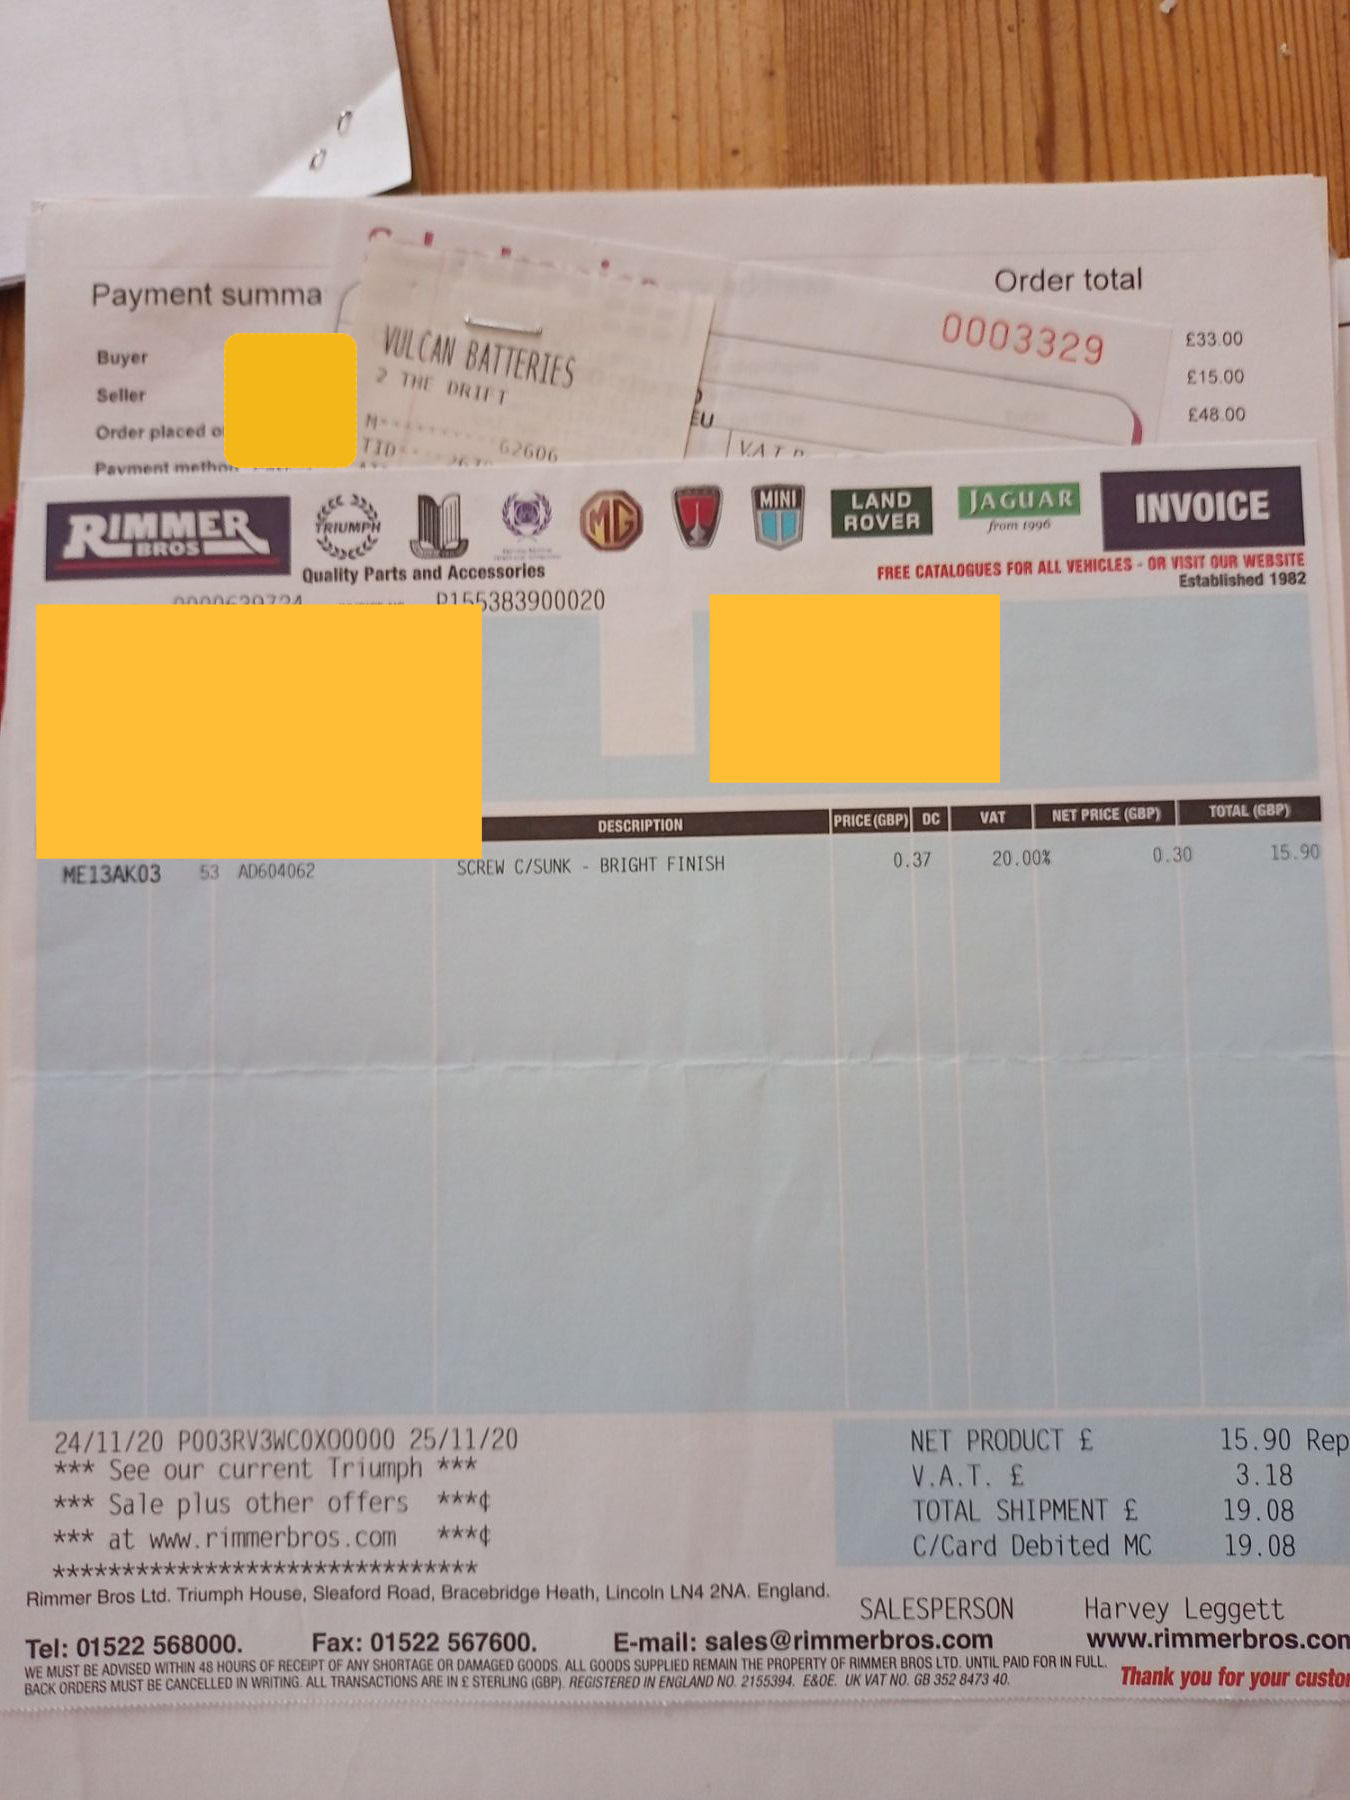 Payment summa
Order total
Buyer
Seller
Order placed o
Payment method
0003329
£33.00
£15.00
£48.00
VULCAN BATTERIES
2 THE DRIFT
62606
TID
EU
RIMMER
BROS
TRIUMPH
MG
MINI
LAND
ROVER
JAGUAR
from 1996
INVOICE
Quality Parts and Accessories
FREE CATALOGUES FOR ALL VEHICLES - OR VISIT OUR WEBSITE
Established 1982
0000639724 P155383900020
DESCRIPTION PRICE(GBP) DC VAT NET PRICE (GBP) TOTAL (GBP)
ME13AK03 53 AD604062 SCREW C/SUNK - BRIGHT FINISH 0.37 20.00% 0.30 15.90
24/11/20 P003RV3WC0X00000 25/11/20
*** See our current Triumph ***
*** Sale plus other offers ***¢
*** at www.rimmerbros.com ***¢
*******************************
NET PRODUCT £ 15.90 Rep
V.A.T. £ 3.18
TOTAL SHIPMENT £ 19.08
C/Card Debited MC 19.08
Rimmer Bros Ltd. Triumph House, Sleaford Road, Bracebridge Heath, Lincoln LN4 2NA. England.
SALESPERSON Harvey Leggett
Tel: 01522 568000. Fax: 01522 567600. E-mail: sales@rimmerbros.com www.rimmerbros.con
WE MUST BE ADVISED WITHIN 48 HOURS OF RECEIPT OF ANY SHORTAGE OR DAMAGED GOODS. ALL GOODS SUPPLIED REMAIN THE PROPERTY OF RIMMER BROS LTD. UNTIL PAID FOR IN FULL.
BACK ORDERS MUST BE CANCELLED IN WRITING. ALL TRANSACTIONS ARE IN £ STERLING (GBP). REGISTERED IN ENGLAND NO. 2155394. E&OE. UK VAT NO. GB 352 8473 40.
Thank you for your custo